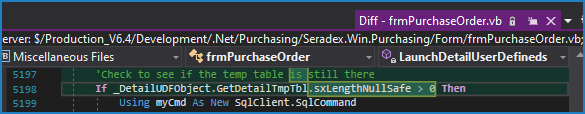 Diff - frmPurchaseOrder.vb
erver: $/Production_V6.4/Development/.Net/Purchasing/Seradex.Win.Purchasing/Form/frmPurchaseOrder.vb;
Miscellaneous Files frmPurchaseOrder LaunchDetailUserDefineds
5197 'Check to see if the temp table is still there
5198 If _DetailUDFObject.GetDetailTmpTbl.sxLengthNullSafe > 0 Then
5199 Using myCmd As New SqlClient.SqlCommand